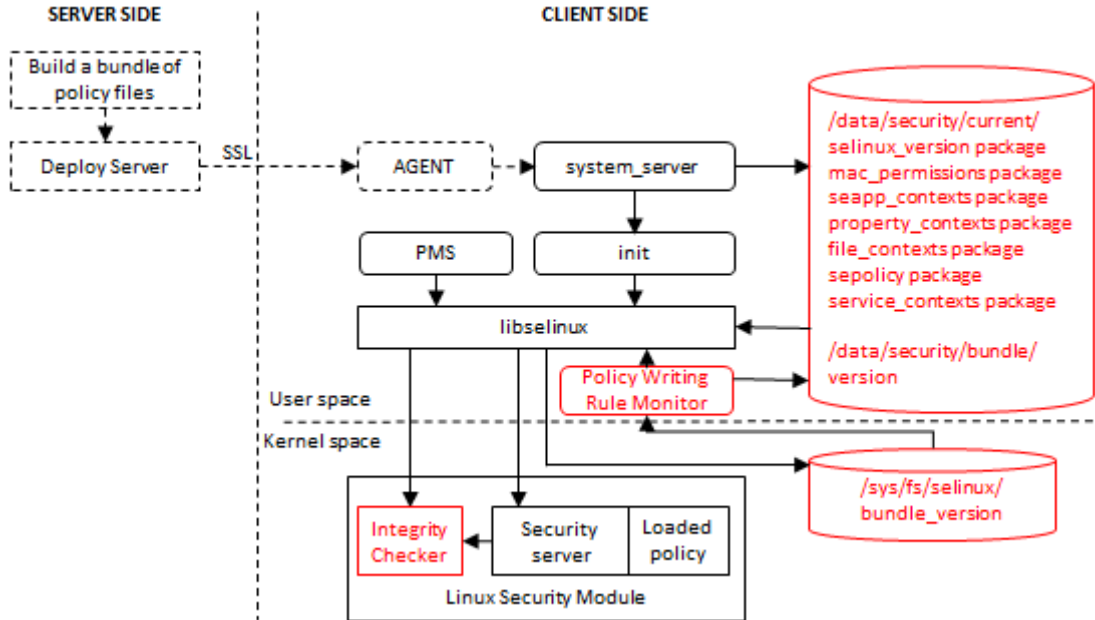 SERVER SIDE
CLIENT SIDE
Build a bundle of
policy files
Deploy Server
SSL
AGENT
system_server
/data/security/current/
selinux_version package
mac_permissions package
seapp_contexts package
property_contexts package
file_contexts package
sepolicy package
service_contexts package
/data/security/bundle/
version
PMS
init
libselinux
Policy Writing
Rule Monitor
User space
Kernel space
/sys/fs/selinux/
bundle_version
Integrity
Checker
Security
server
Loaded
policy
Linux Security Module